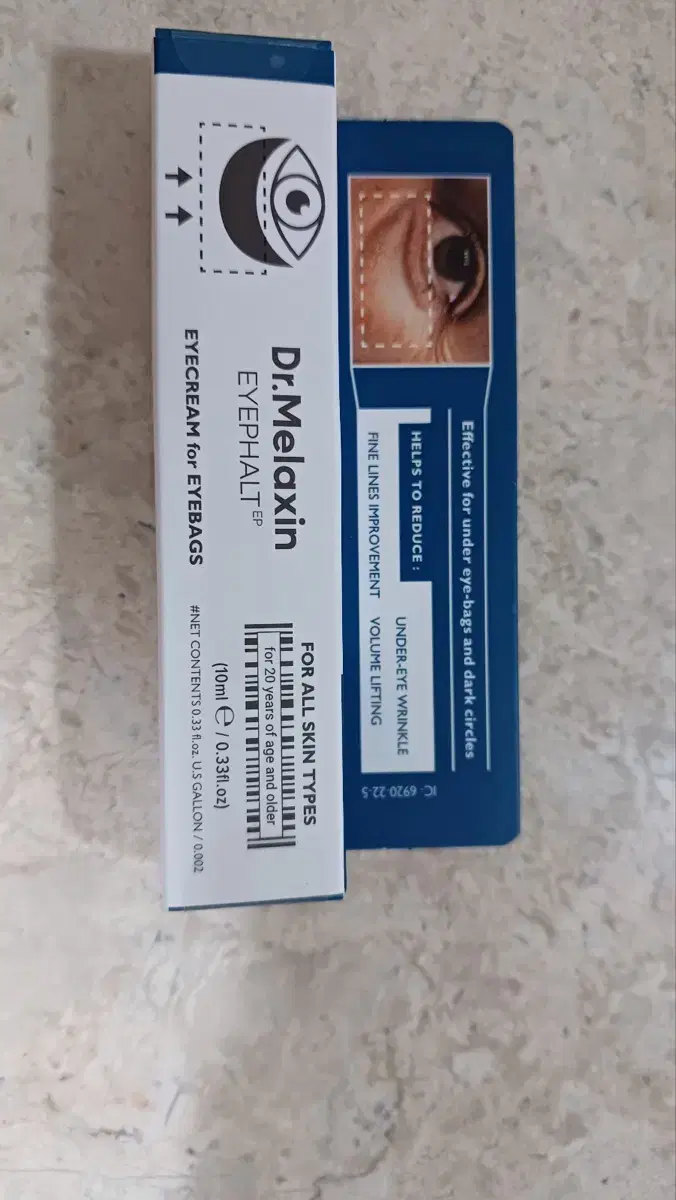 Effective for under eye-bags and dark circles
HELPS TO REDUCE :
UNDER-EYE WRINKLE
FINE LINES IMPROVEMENT VOLUME LIFTING
IC- 6920-22-5
Dr.Melaxin
EYEPHALT EP
EYECREAM for EYEBAGS
FOR ALL SKIN TYPES
for 20 years of age and older
(10ml ℮ / 0.33fl.oz)
#NET CONTENTS 0.33 fl.oz. U.S GALLON / 0.002